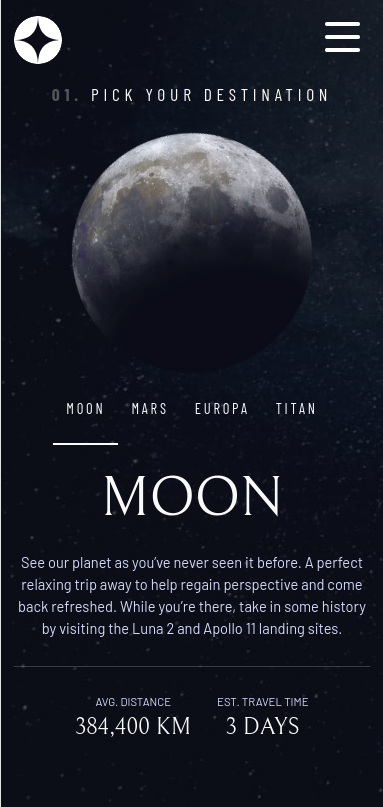 01. PICK YOUR DESTINATION
MOON MARS EUROPA TITAN
MOON
See our planet as you’ve never seen it before. A perfect
relaxing trip away to help regain perspective and come
back refreshed. While you’re there, take in some history
by visiting the Luna 2 and Apollo 11 landing sites.
AVG. DISTANCE
384,400 KM
EST. TRAVEL TIME
3 DAYS